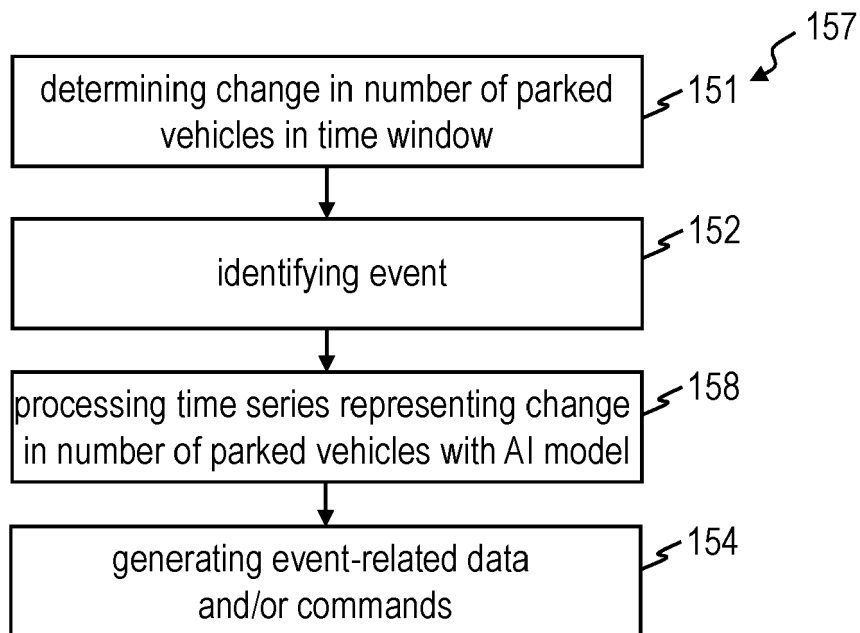 157
determining change in number of parked
vehicles in time window
151
identifying event
152
processing time series representing change
in number of parked vehicles with AI model
158
generating event-related data
and/or commands
154